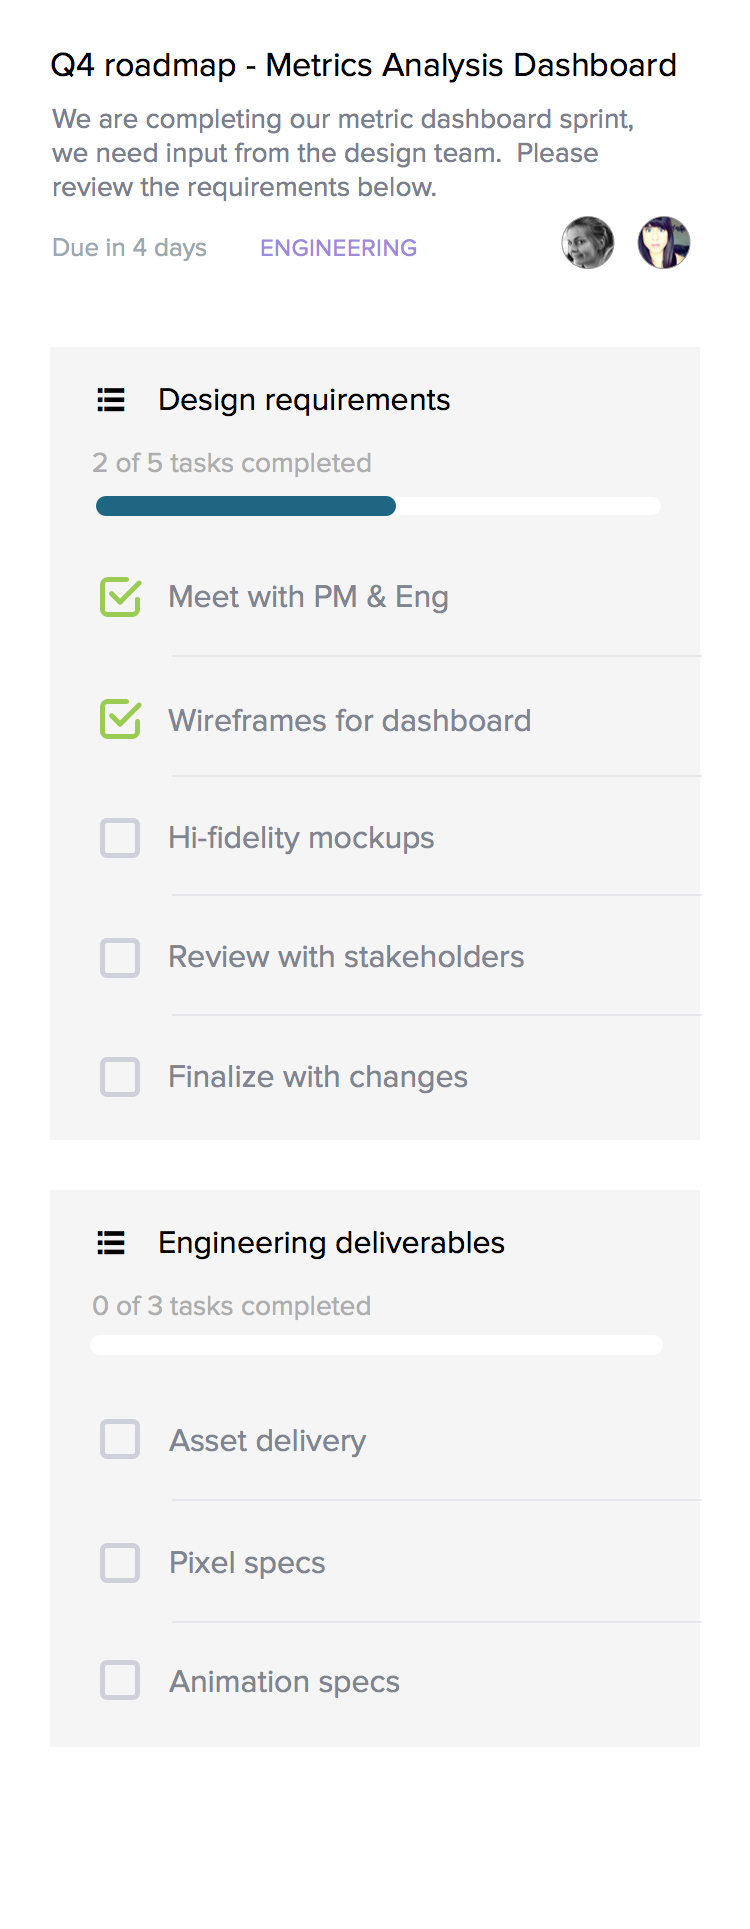 Q4 roadmap - Metrics Analysis Dashboard
We are completing our metric dashboard sprint,
we need input from the design team.  Please
review the requirements below.
Due in 4 days ENGINEERING
Design requirements
2 of 5 tasks completed
Meet with PM & Eng
Wireframes for dashboard
Hi-fidelity mockups
Review with stakeholders
Finalize with changes
Engineering deliverables
0 of 3 tasks completed
Asset delivery
Pixel specs
Animation specs